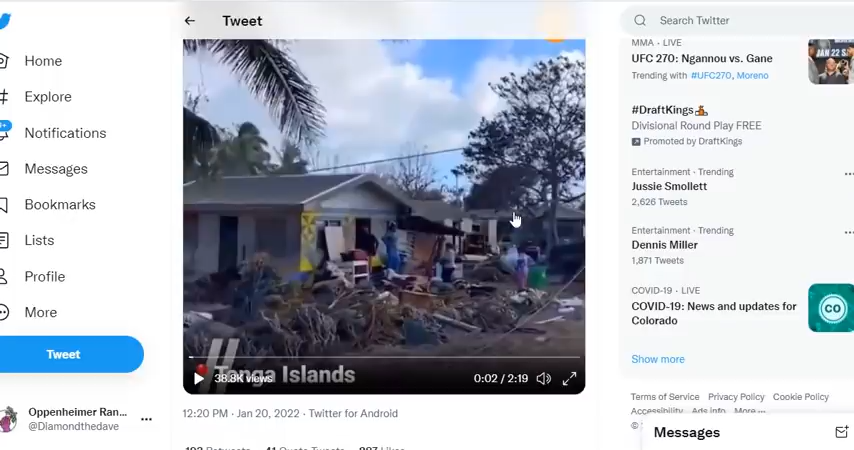 Tweet
Search Twitter
Home
Explore
Notifications
Messages
Bookmarks
Lists
Profile
More
Tweet
Oppenheimer Ran...
@Diamondthedave
Tonga Islands
38.8K views
0:02 / 2:19
12:20 PM · Jan 20, 2022 · Twitter for Android
MMA · LIVE
UFC 270: Ngannou vs. Gane
Trending with #UFC270, Moreno
JAN 22
#DraftKings
Divisional Round Play FREE
Promoted by DraftKings
Entertainment · Trending
Jussie Smollett
2,626 Tweets
Entertainment · Trending
Dennis Miller
1,871 Tweets
COVID-19 · LIVE
COVID-19: News and updates for
Colorado
CO
Show more
Terms of Service Privacy Policy Cookie Policy
Accessibility Ads info More ...
©
Messages